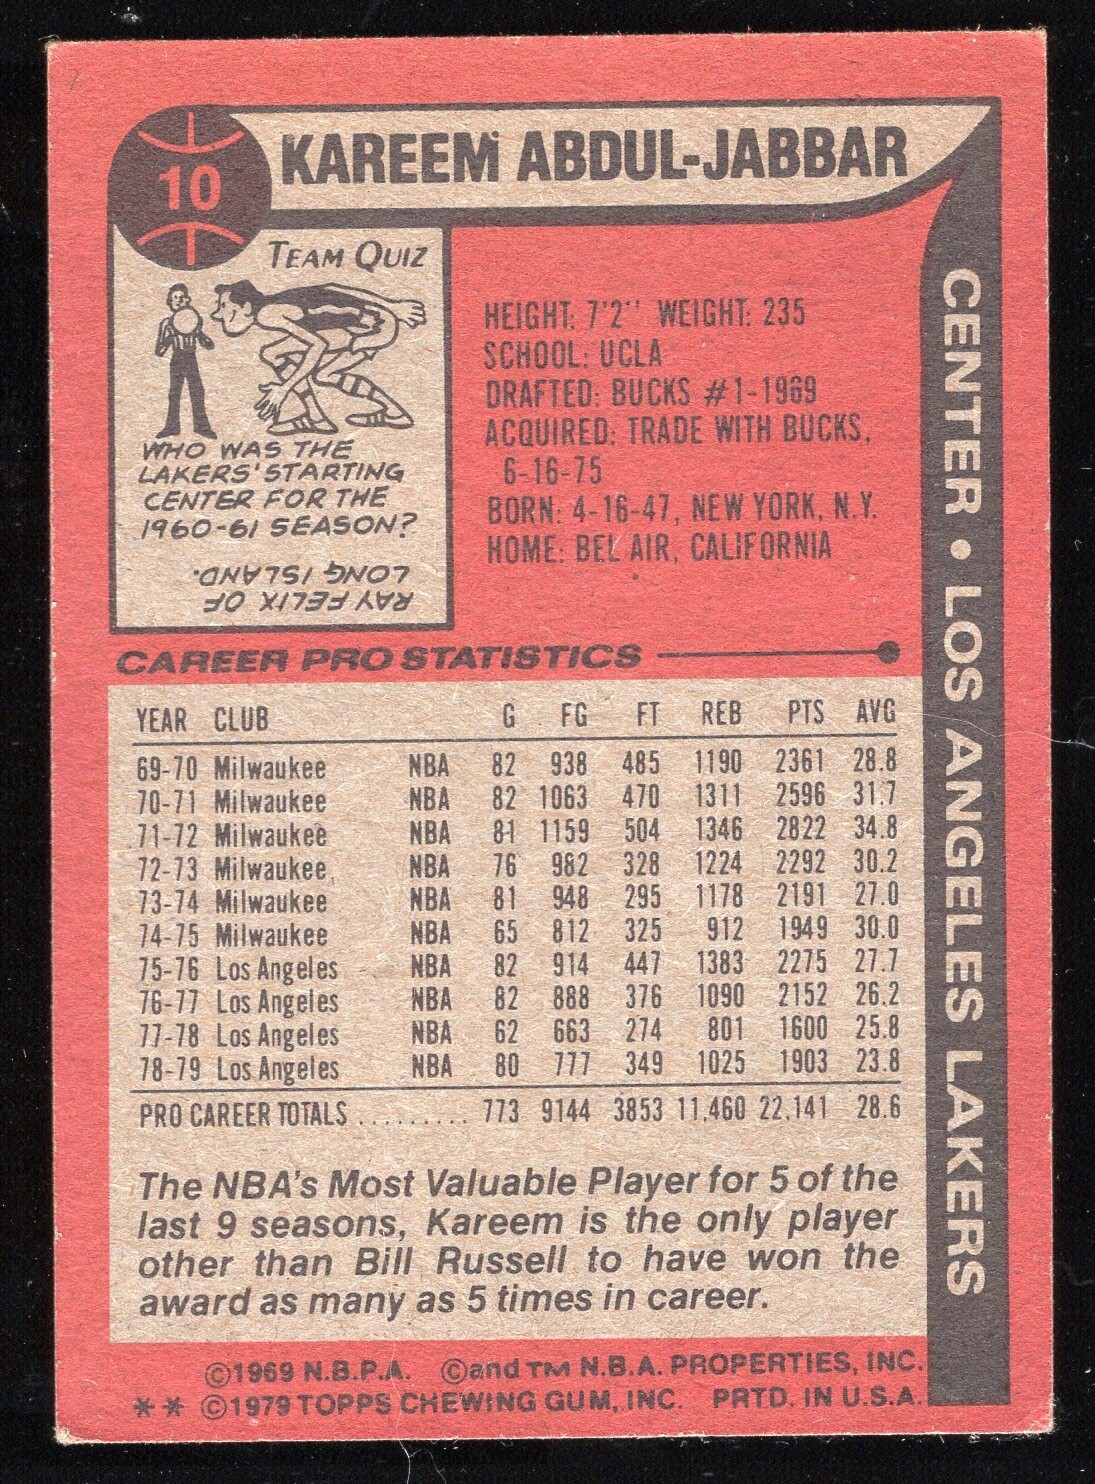 10
KAREEM ABDUL-JABBAR
TEAM QUIZ
WHO WAS THE
LAKERS' STARTING
CENTER FOR THE
1960-61 SEASON?
RAY FELIX OF
LONG ISLAND.
HEIGHT: 7'2'' WEIGHT: 235
SCHOOL: UCLA
DRAFTED: BUCKS #1-1969
ACQUIRED: TRADE WITH BUCKS,
6-16-75
BORN: 4-16-47, NEW YORK, N.Y.
HOME: BEL AIR, CALIFORNIA
CENTER • LOS ANGELES LAKERS
CAREER PRO STATISTICS
YEAR CLUB G FG FT REB PTS AVG
69-70 Milwaukee NBA 82 938 485 1190 2361 28.8
70-71 Milwaukee NBA 82 1063 470 1311 2596 31.7
71-72 Milwaukee NBA 81 1159 504 1346 2822 34.8
72-73 Milwaukee NBA 76 982 328 1224 2292 30.2
73-74 Milwaukee NBA 81 948 295 1178 2191 27.0
74-75 Milwaukee NBA 65 812 325 912 1949 30.0
75-76 Los Angeles NBA 82 914 447 1383 2275 27.7
76-77 Los Angeles NBA 82 888 376 1090 2152 26.2
77-78 Los Angeles NBA 62 663 274 801 1600 25.8
78-79 Los Angeles NBA 80 777 349 1025 1903 23.8
PRO CAREER TOTALS ......... 773 9144 3853 11,460 22,141 28.6
The NBA's Most Valuable Player for 5 of the
last 9 seasons, Kareem is the only player
other than Bill Russell to have won the
award as many as 5 times in career.
©1969 N.B.P.A. ©and TM N.B.A. PROPERTIES, INC.
** ©1979 TOPPS CHEWING GUM, INC. PRTD. IN U.S.A.